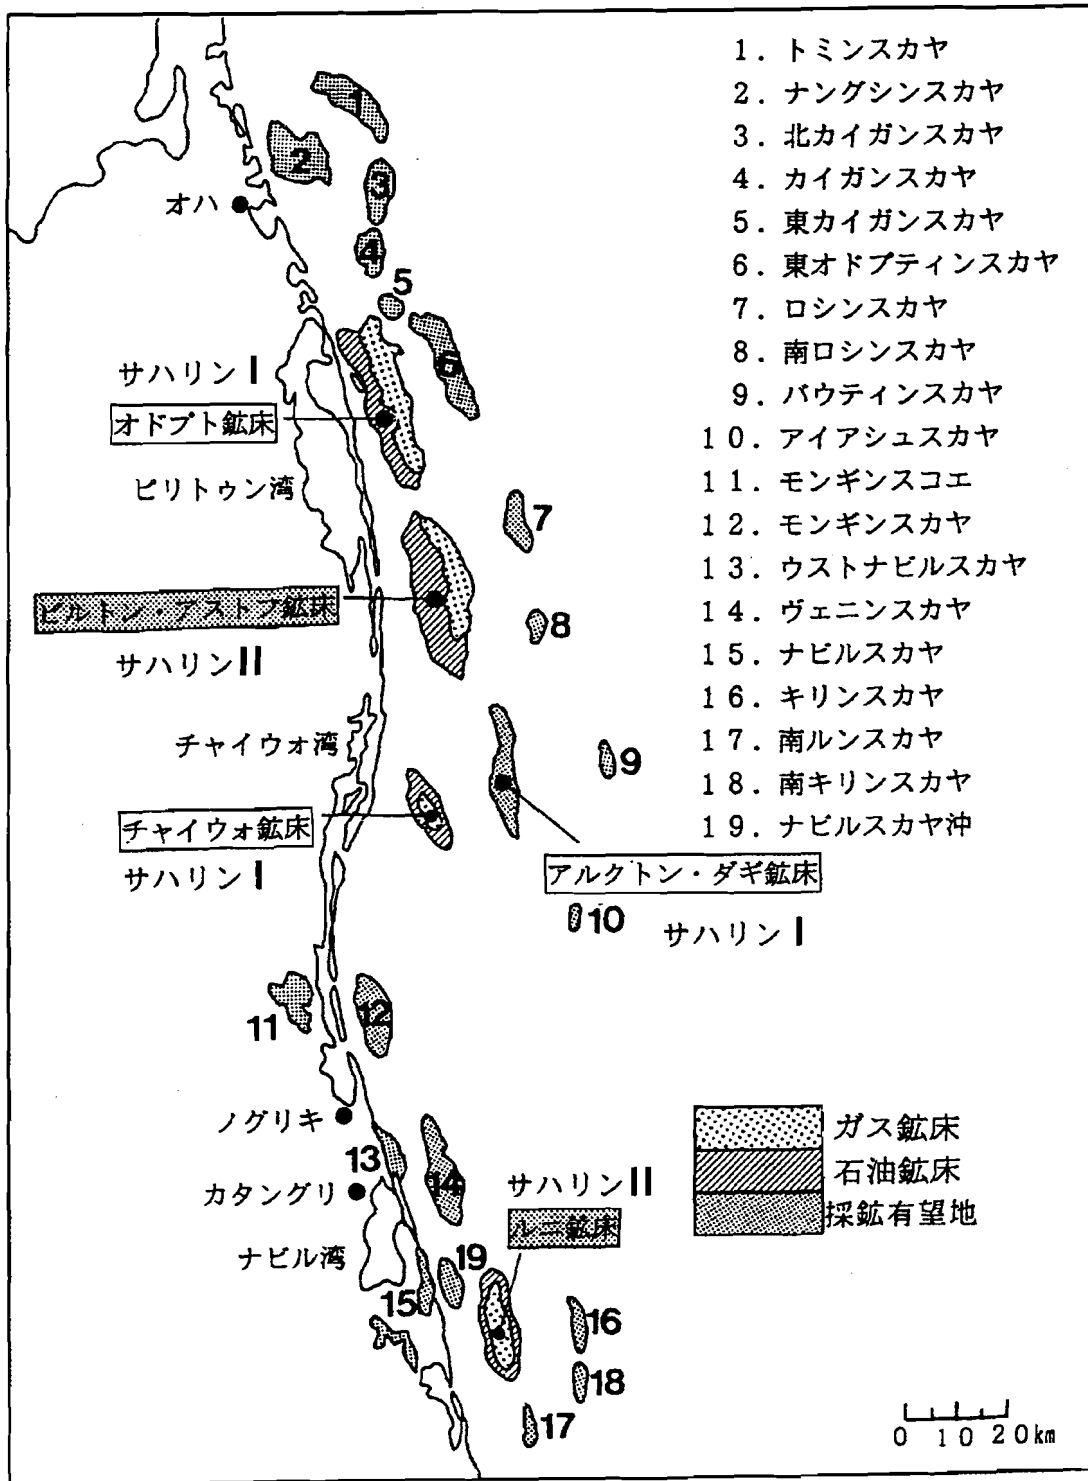 1．トミンスカヤ
2．ナングシンスカヤ
3．北カイガンスカヤ
4．カイガンスカヤ
5．東カイガンスカヤ
6．東オドプティンスカヤ
7．ロシンスカヤ
8．南ロシンスカヤ
9．バウティンスカヤ
10．アイアシュスカヤ
11．モンギンスコエ
12．モンギンスカヤ
13．ウストナビルスカヤ
14．ヴェニンスカヤ
15．ナビルスカヤ
16．キリンスカヤ
17．南ルンスカヤ
18．南キリンスカヤ
19．ナビルスカヤ沖
1
2
3
オハ
4
5
6
サハリンⅠ
オドプト鉱床
ピリトゥン湾
7
ピルトン・アストフ鉱床
8
サハリンⅡ
チャイウォ湾
9
チャイウォ鉱床
サハリンⅠ
アルクトン・ダギ鉱床
10
サハリンⅠ
11
12
ノグリキ
13
カタングリ
14
サハリンⅡ
ルニ鉱床
ナビル湾
19
15
16
18
17
ガス鉱床
石油鉱床
採鉱有望地
0 10 20km